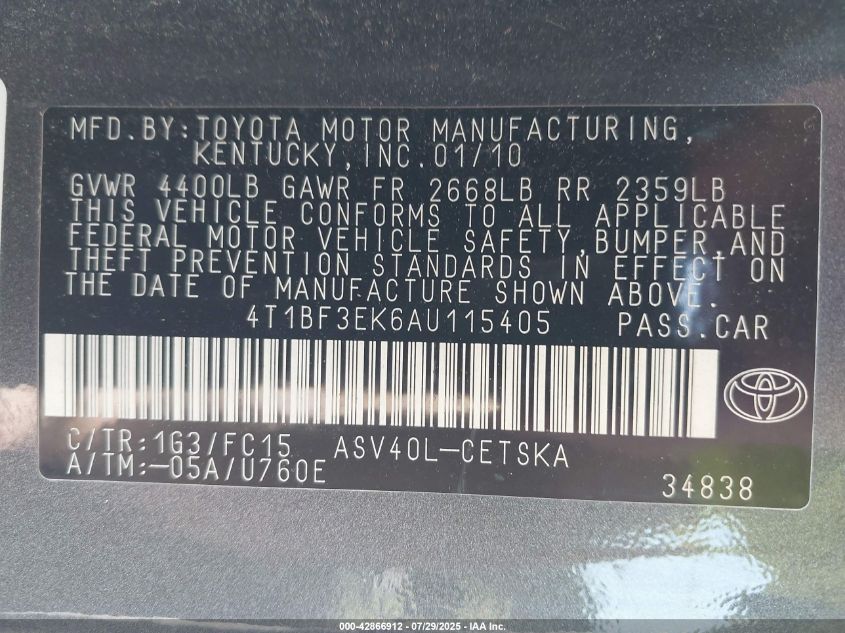 MFD.BY:TOYOTA MOTOR MANUFACTURING,
KENTUCKY,INC.01/10
GVWR 4400LB GAWR FR 2668LB RR 2359LB
THIS VEHICLE CONFORMS TO ALL APPLICABLE
FEDERAL MOTOR VEHICLE SAFETY,BUMPER,AND
THEFT PREVENTION STANDARDS IN EFFECT ON
THE DATE OF MANUFACTURE SHOWN ABOVE.
4T1BF3EK6AU115405 PASS.CAR
C/TR:1G3/FC15 ASV40L-CETSKA
A/TM:-05A/U760E
34838
000-42866912 / 07/29/2025 - IAA Inc.